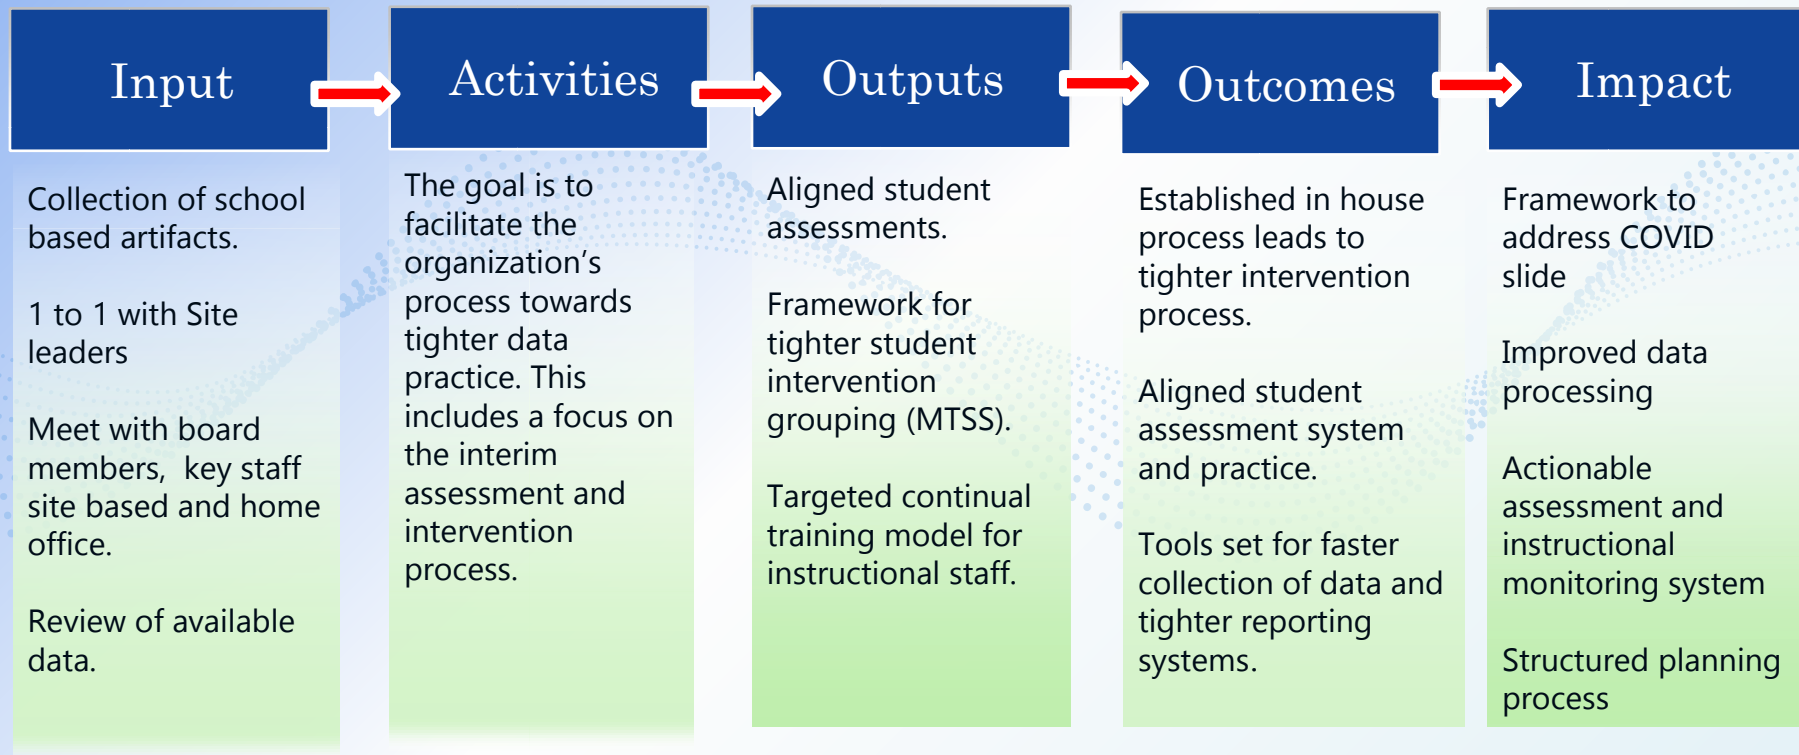 Input
Activities
Outputs
Outcomes
Impact
Collection of school
based artifacts.
1 to 1 with Site
leaders
Meet with board
members, key staff
site based and home
office.
Review of available
data.
The goal is to
facilitate the
organization’s
process towards
tighter data
practice. This
includes a focus on
the interim
assessment and
intervention
process.
Aligned student
assessments.
Framework for
tighter student
intervention
grouping (MTSS).
Targeted continual
training model for
instructional staff.
Established in house
process leads to
tighter intervention
process.
Aligned student
assessment system
and practice.
Tools set for faster
collection of data and
tighter reporting
systems.
Framework to
address COVID
slide
Improved data
processing
Actionable
assessment and
instructional
monitoring system
Structured planning
process